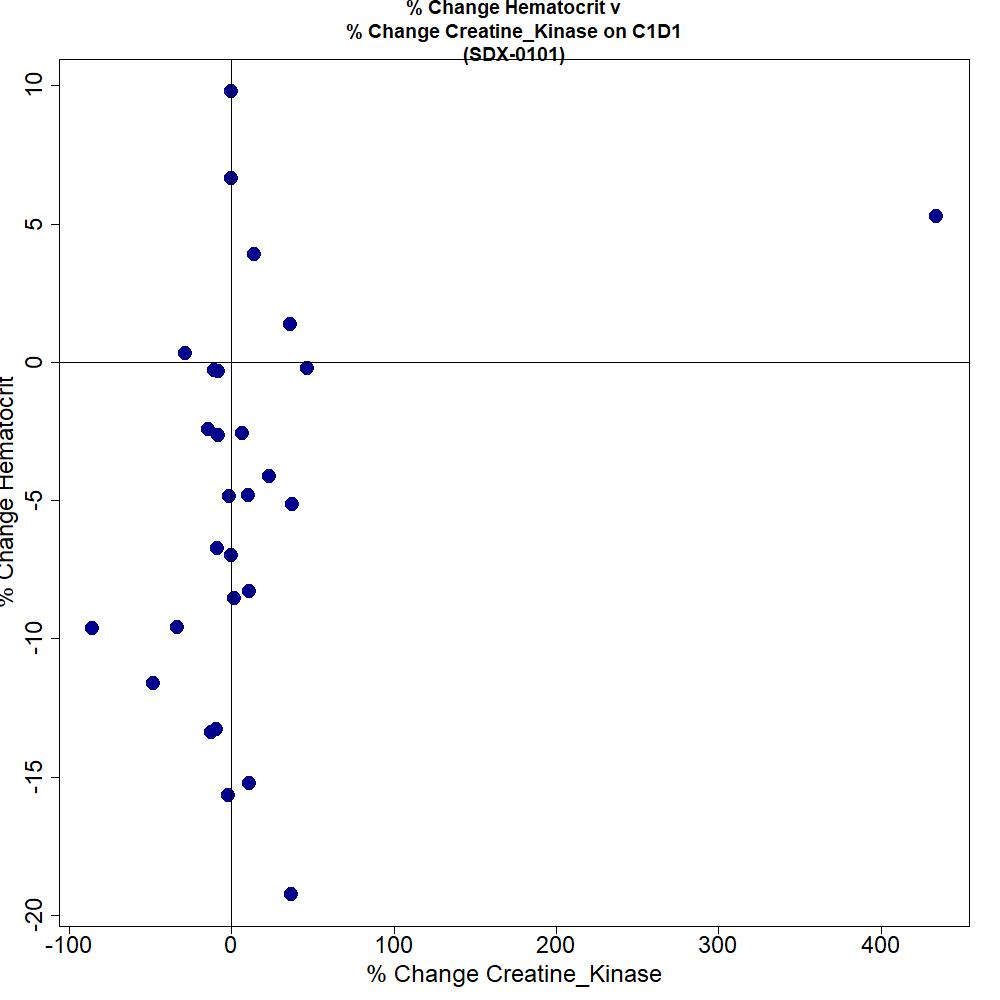 % Change Hematocrit v
% Change Creatine_Kinase on C1D1
(SDX-0101)
% Change Hematocrit
10
5
0
-5
-10
-15
-20
-100
0
100
200
300
400
% Change Creatine_Kinase